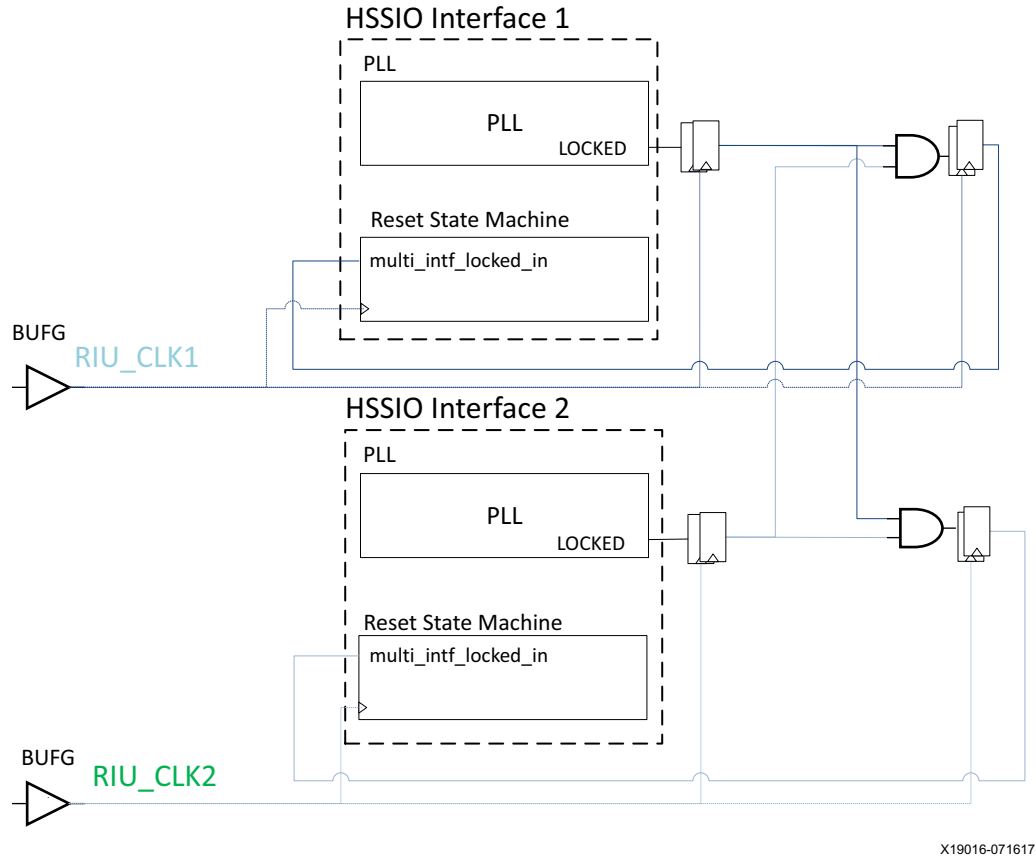 HSSIO Interface 1
PLL
PLL
LOCKED
Reset State Machine
multi_intf_locked_in
BUFG
RIU_CLK1
HSSIO Interface 2
PLL
PLL
LOCKED
Reset State Machine
multi_intf_locked_in
BUFG
RIU_CLK2
X19016-071617